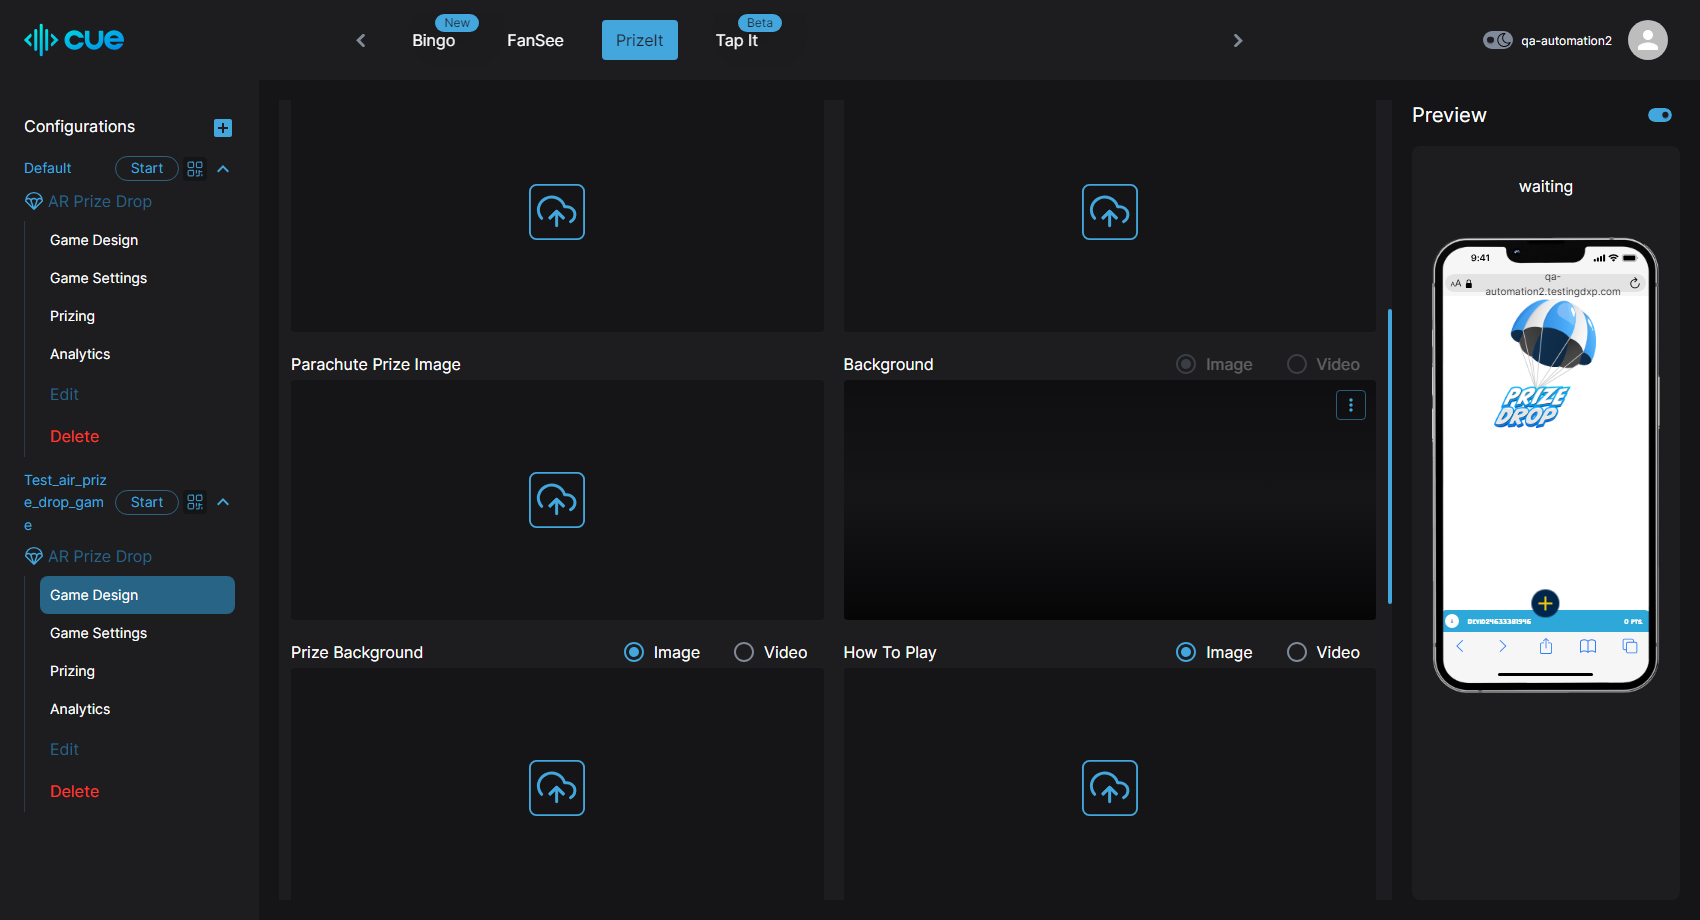 cue
Bingo
New
FanSee
PrizeIt
Tap It
Beta
qa-automation2
Configurations
Default
Start
AR Prize Drop
Game Design
Game Settings
Prizing
Analytics
Edit
Delete
Test_air_priz
e_drop_gam
e
Start
AR Prize Drop
Game Design
Game Settings
Prizing
Analytics
Edit
Delete
Parachute Prize Image
Background
Image
Video
Prize Background
Image
Video
How To Play
Image
Video
Preview
waiting
9:41
AA
qa-
automation2.testingdxp.com
PRIZE
DROP
0 PTS.